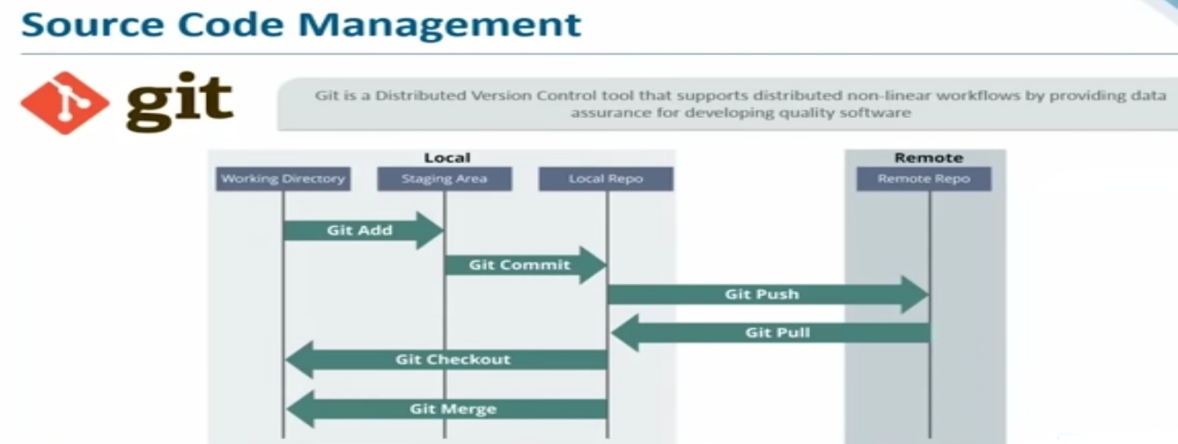 Source Code Management
git
Git is a Distributed Version Control tool that supports distributed non-linear workflows by providing data
assurance for developing quality software
Local
Remote
Working Directory
Staging Area
Local Repo
Remote Repo
Git Add
Git Commit
Git Push
Git Pull
Git Checkout
Git Merge